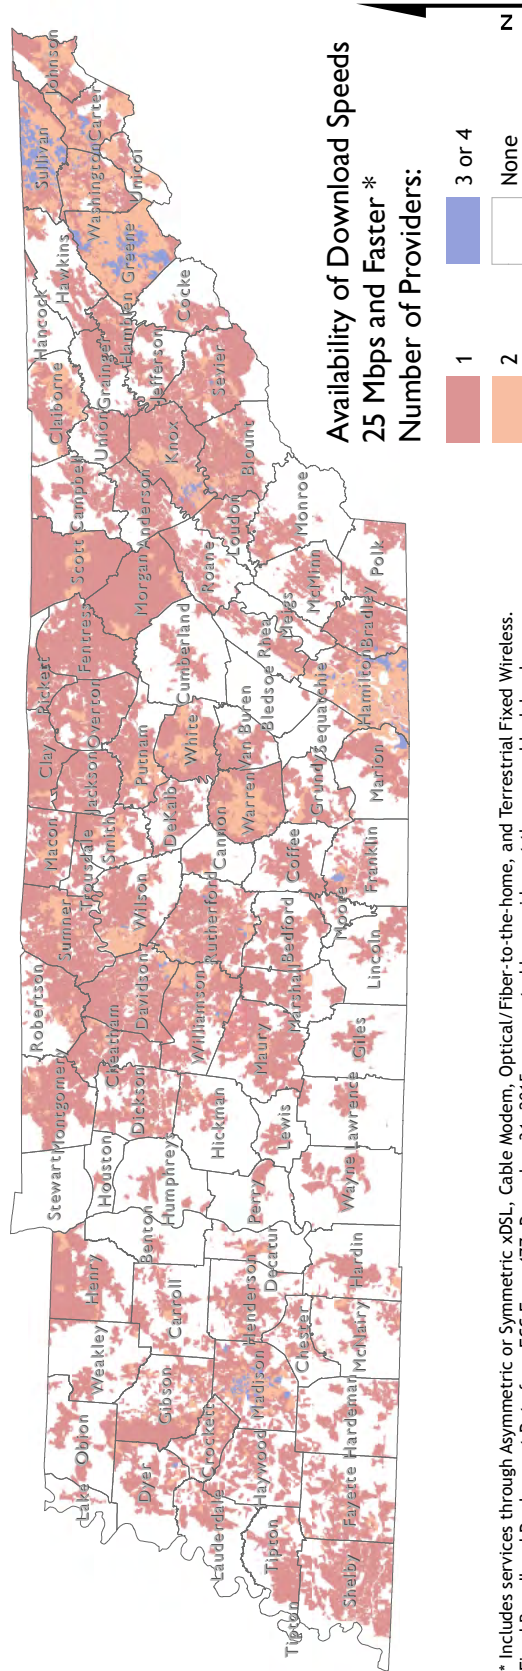 Johnson
Sullivan
Carter
Washington
Unicoi
Hawkins
Hancock
Greene
Hamblen
Cocke
Claiborne
Grainger
Union
Jefferson
Sevier
Knox
Campbell
Scott
Anderson
Blount
Loudon
Monroe
Morgan
Roane
McMinn
Polk
Fentress
Pickett
Cumberland
Rhea
Meigs
Bradley
Hamilton
Bledsoe
Sequatchie
Overton
Clay
Jackson
Putnam
White
Van Buren
Marion
Grundy
Warren
DeKalb
Macon
Smith
Trousdale
Cannon
Coffee
Franklin
Moore
Sumner
Wilson
Rutherford
Bedford
Lincoln
Robertson
Davidson
Williamson
Marshall
Cheatham
Maury
Giles
Montgomery
Dickson
Hickman
Lewis
Lawrence
Stewart
Houston
Humphreys
Perry
Wayne
Henry
Benton
Decatur
Hardin
Weakley
Carroll
Henderson
Chester
McNairy
Obion
Gibson
Madison
Hardeman
Lake
Dyer
Crockett
Haywood
Fayette
Lauderdale
Tipton
Tipton
Shelby
Availability of Download Speeds
25 Mbps and Faster *
Number of Providers:
1
3 or 4
2
None
N
* Includes services through Asymmetric or Symmetric xDSL, Cable Modem, Optical/Fiber-to-the-home, and Terrestrial Fixed Wireless.